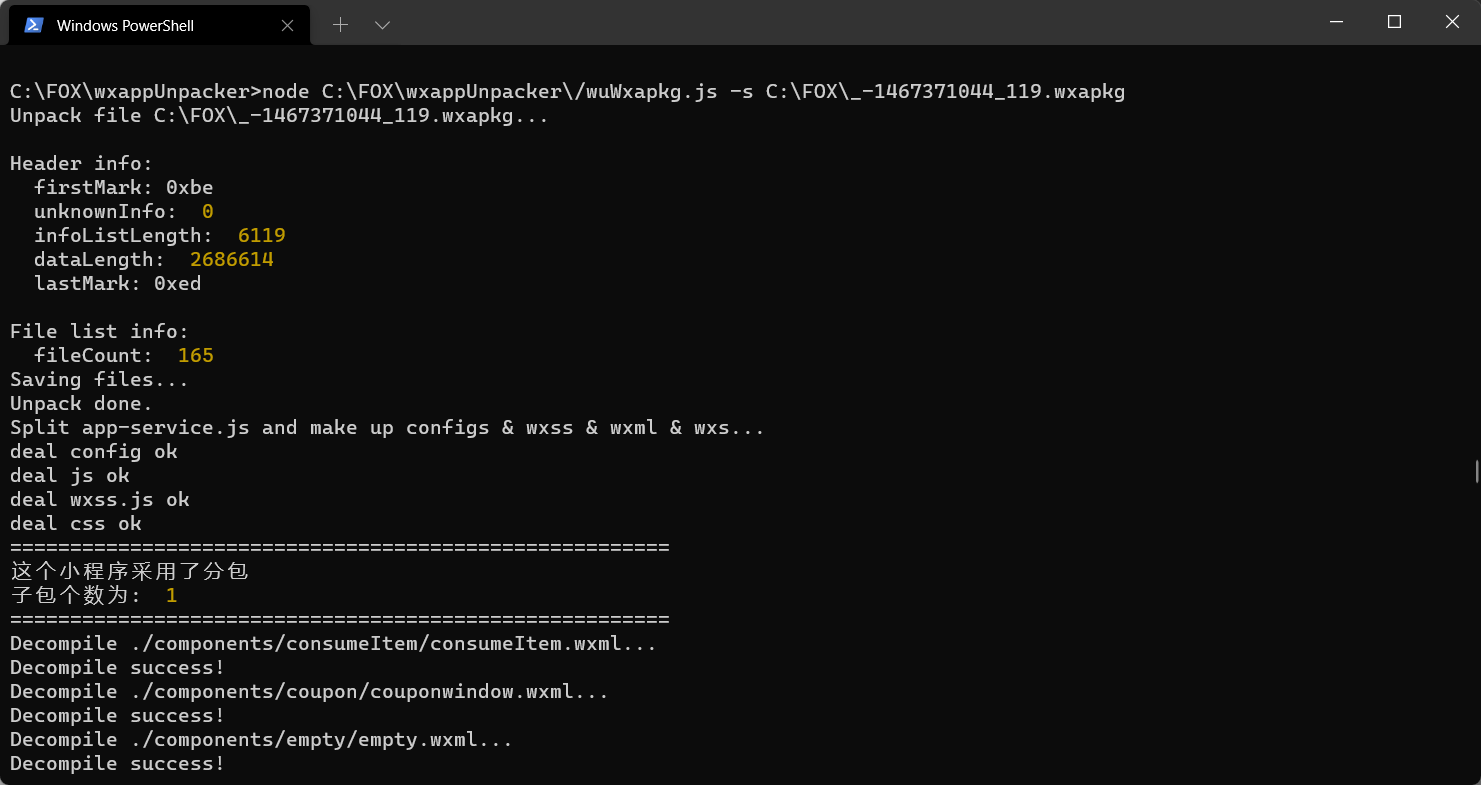 Windows PowerShell
C:\FOX\wxappUnpacker>node C:\FOX\wxappUnpacker\/wuWxapkg.js -s C:\FOX\_-1467371044_119.wxapkg
Unpack file C:\FOX\_-1467371044_119.wxapkg...
Header info:
  firstMark: 0xbe
  unknownInfo:  0
  infoListLength:  6119
  dataLength:  2686614
  lastMark: 0xed
File list info:
  fileCount:  165
Saving files...
Unpack done.
Split app-service.js and make up configs & wxss & wxml & wxs...
deal config ok
deal js ok
deal wxss.js ok
deal css ok
=======================================================
这个小程序采用了分包
子包个数为:  1
=======================================================
Decompile ./components/consumeItem/consumeItem.wxml...
Decompile success!
Decompile ./components/coupon/couponwindow.wxml...
Decompile success!
Decompile ./components/empty/empty.wxml...
Decompile success!